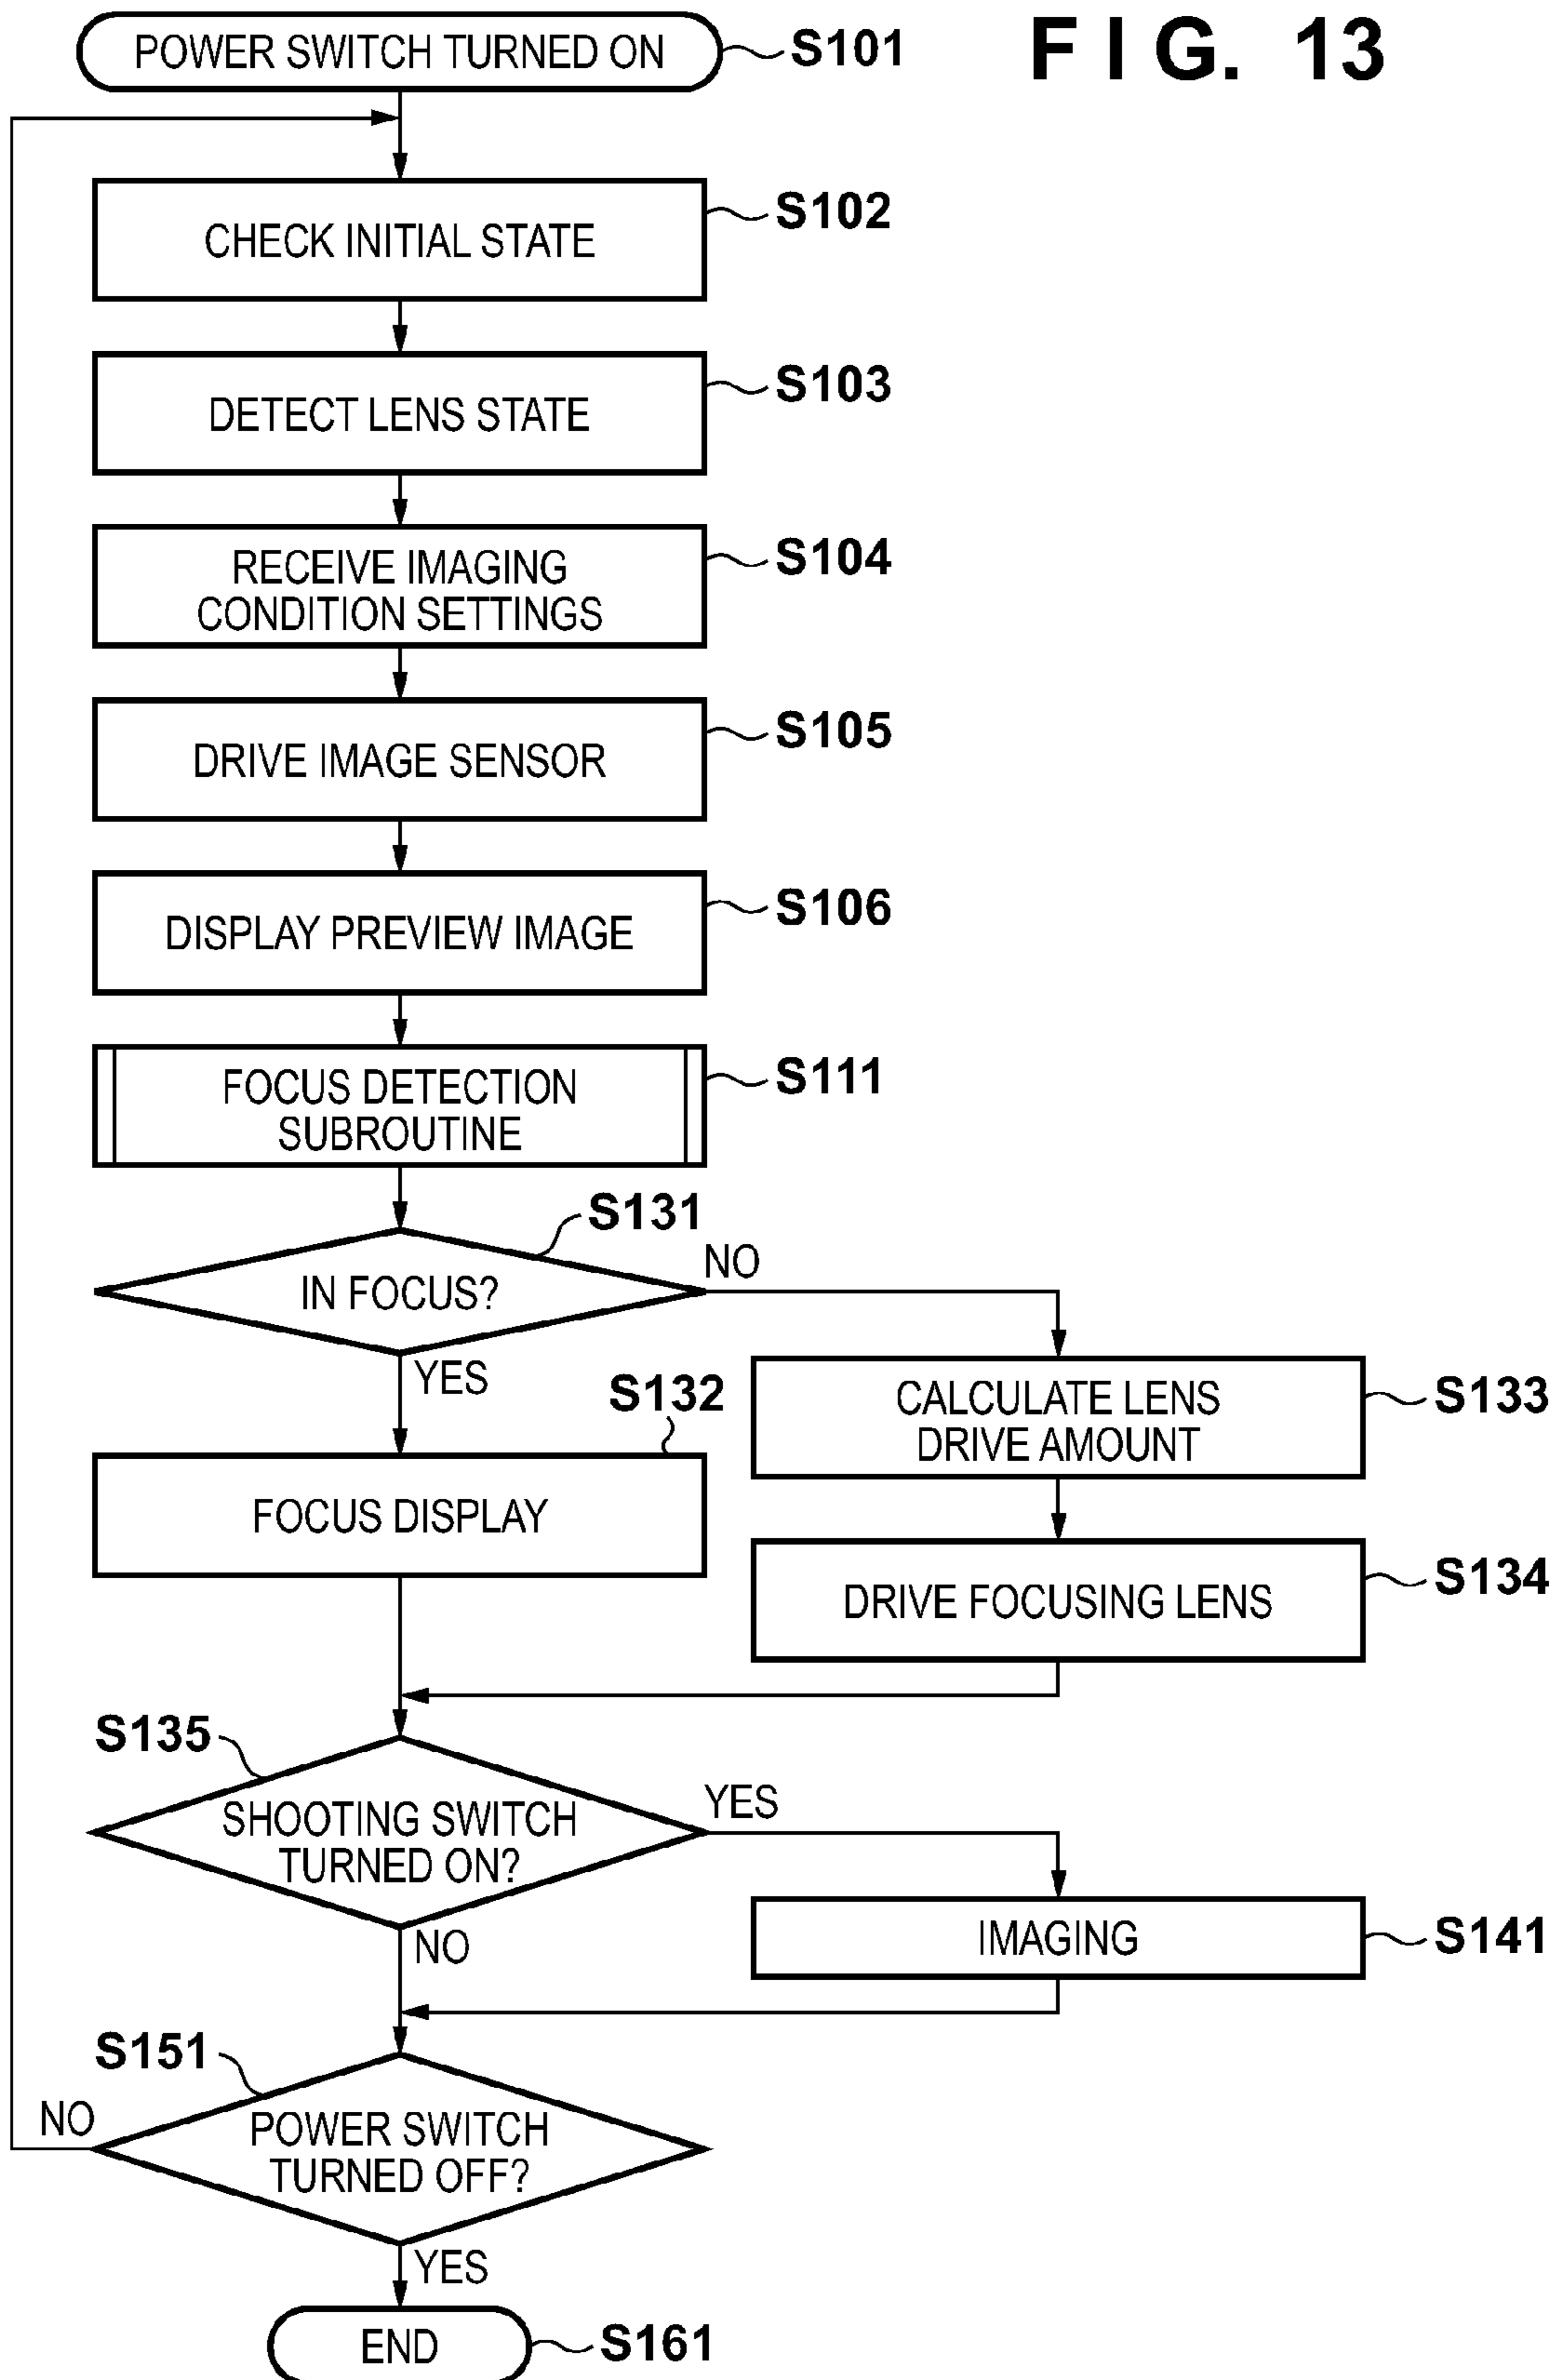 POWER SWITCH TURNED ON
S101
F I G. 13
CHECK INITIAL STATE
S102
DETECT LENS STATE
S103
RECEIVE IMAGING
CONDITION SETTINGS
S104
DRIVE IMAGE SENSOR
S105
DISPLAY PREVIEW IMAGE
S106
FOCUS DETECTION
SUBROUTINE
S111
S131
IN FOCUS?
NO
YES
S132
FOCUS DISPLAY
CALCULATE LENS
DRIVE AMOUNT
S133
DRIVE FOCUSING LENS
S134
S135
SHOOTING SWITCH
TURNED ON?
YES
NO
IMAGING
S141
S151
POWER SWITCH
TURNED OFF?
NO
YES
END
S161